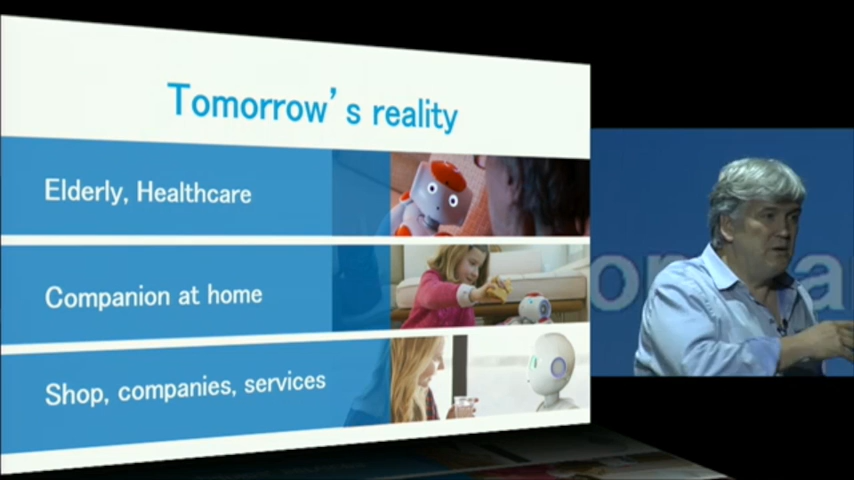 Tomorrow's reality
Elderly, Healthcare
Companion at home
Shop, companies, services